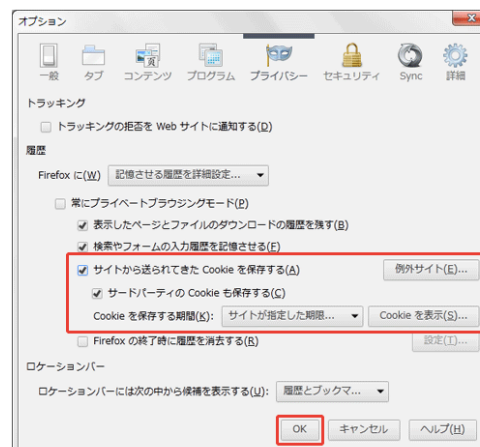 オプション
一般 タブ コンテンツ プログラム プライバシー セキュリティ Sync 詳細
トラッキング
トラッキングの拒否を Web サイトに通知する(D)
履歴
Firefox に(W) 記憶させる履歴を詳細設定...
常にプライベートブラウジングモード(P)
表示したページとファイルのダウンロードの履歴を残す(B)
検索やフォームの入力履歴を記憶させる(F)
サイトから送られてきた Cookie を保存する(A) 例外サイト(E)...
サードパーティの Cookie も保存する(C)
Cookie を保存する期間(K): サイトが指定した期限... Cookie を表示(S)...
Firefox の終了時に履歴を消去する(R) 設定(T)...
ロケーションバー
ロケーションバーには次の中から候補を表示する(U): 履歴とブックマ...
OK キャンセル ヘルプ(H)